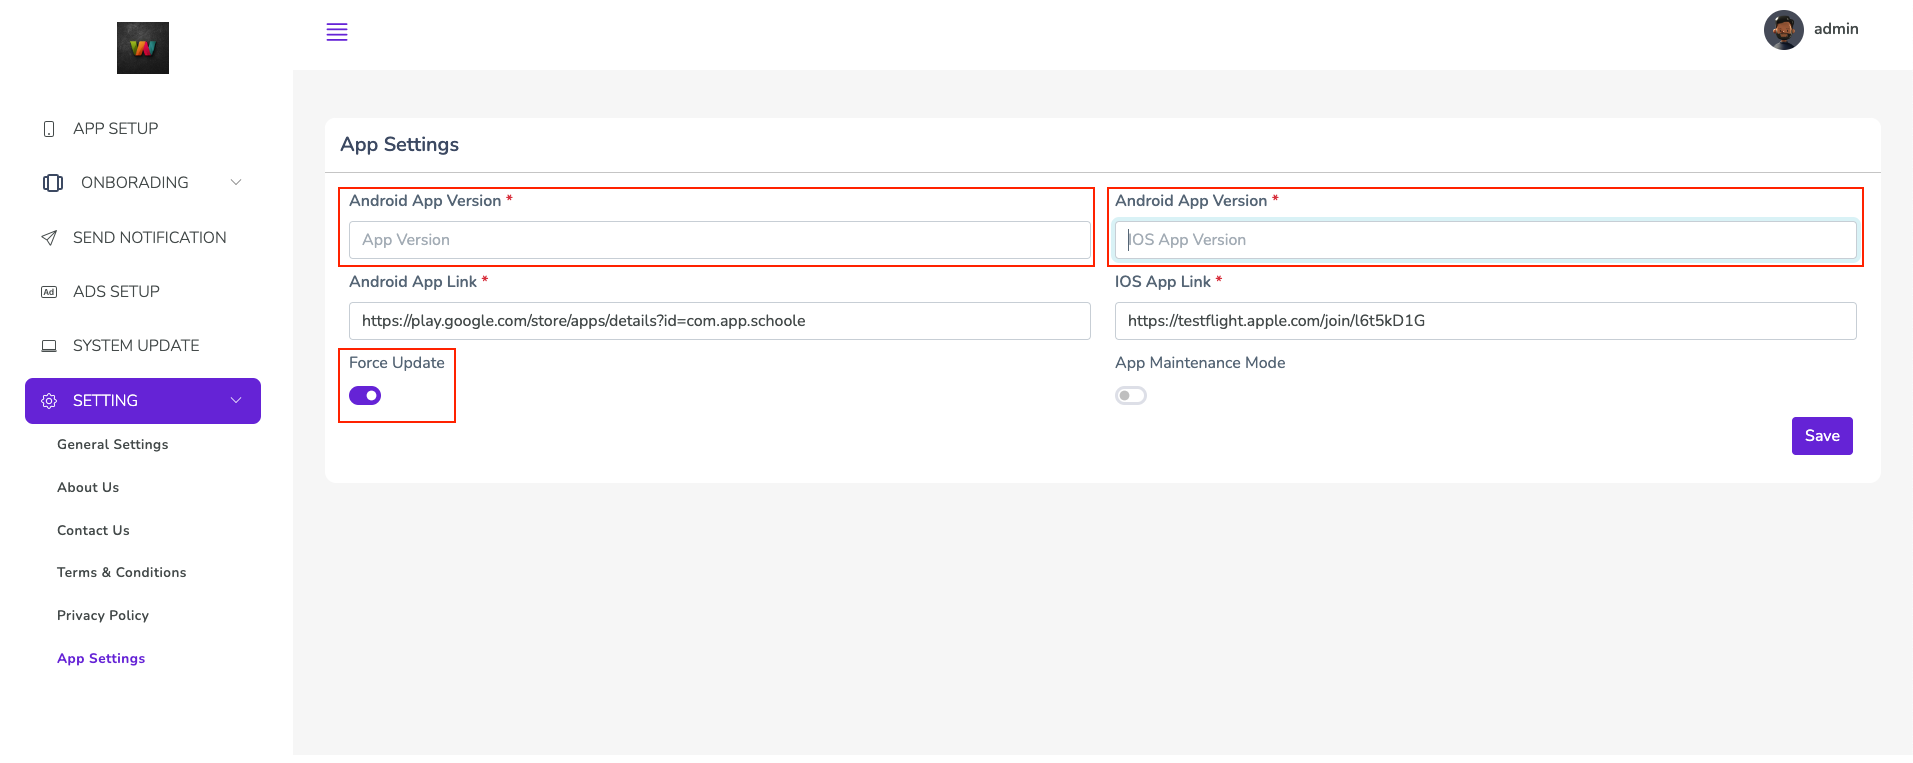 admin
APP SETUP
ONBORADING
SEND NOTIFICATION
Ad
ADS SETUP
SYSTEM UPDATE
SETTING
General Settings
About Us
Contact Us
Terms & Conditions
Privacy Policy
App Settings
App Settings
Android App Version *
App Version
Android App Version *
IOS App Version
Android App Link *
https://play.google.com/store/apps/details?id=com.app.schoole
IOS App Link *
https://testflight.apple.com/join/l6t5kD1G
Force Update
App Maintenance Mode
Save